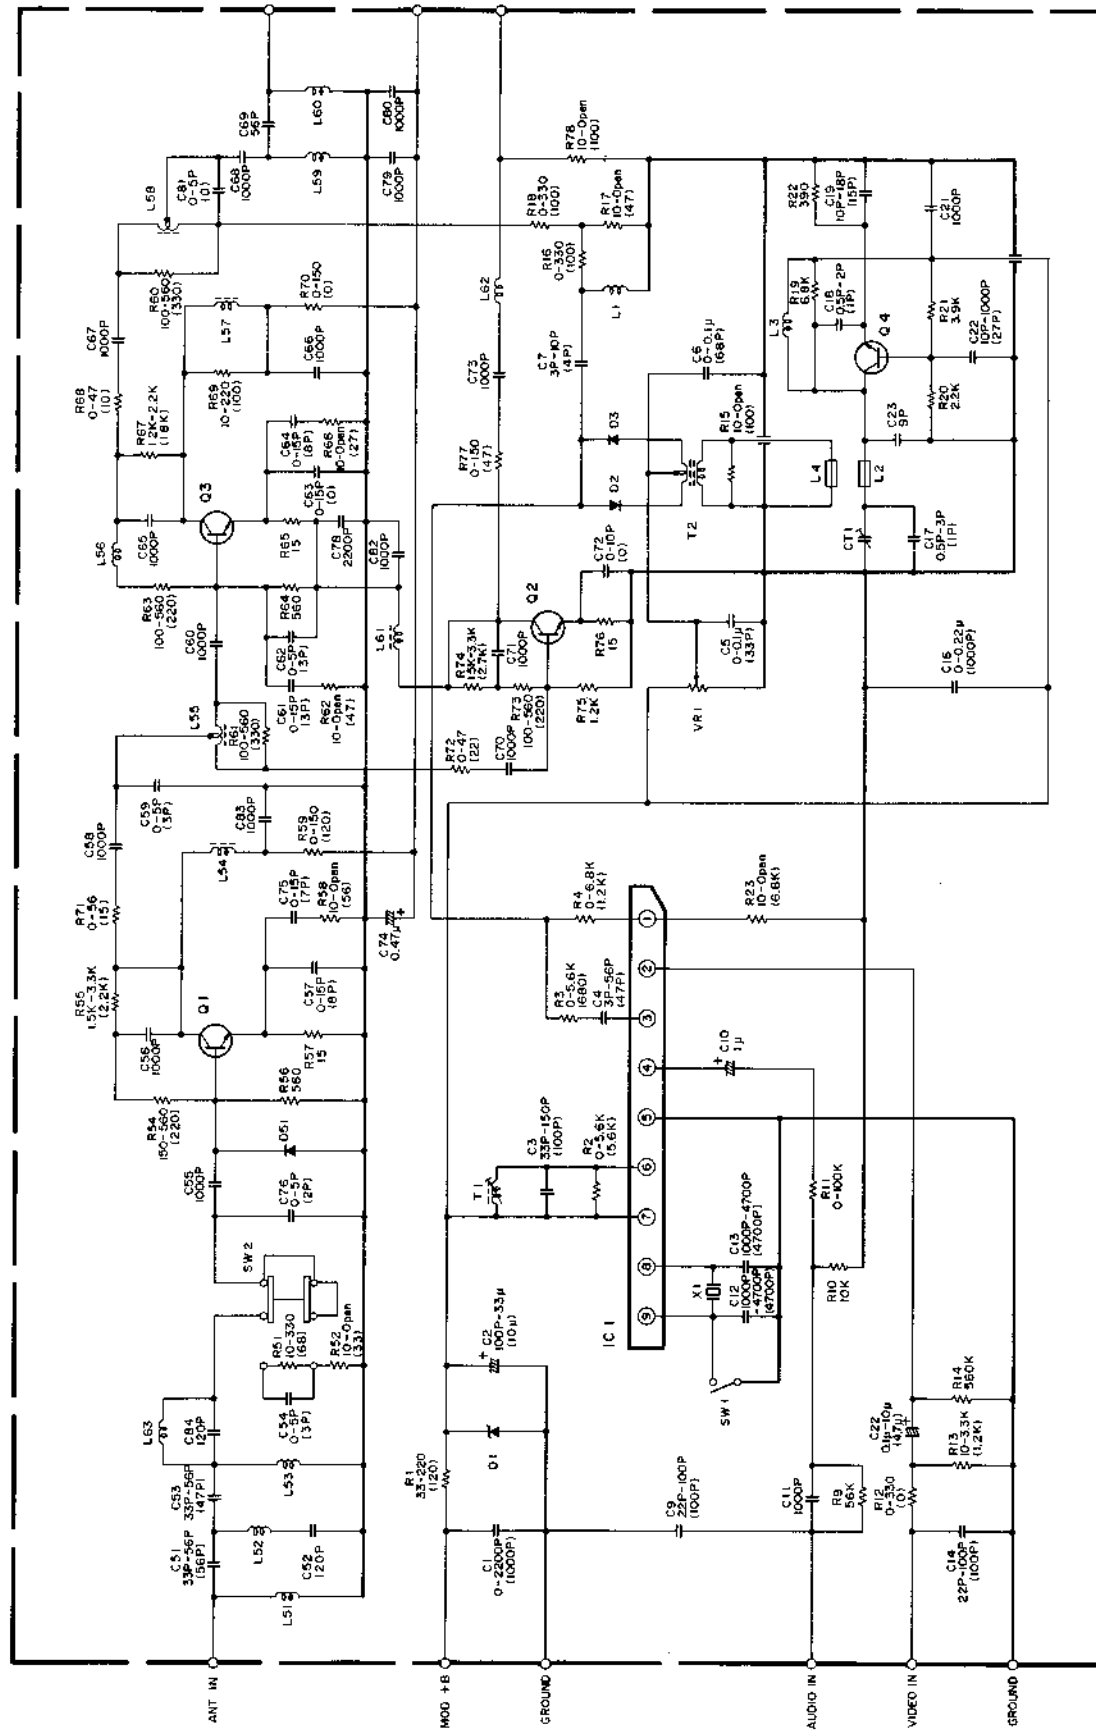 ANT IN
MOD +B
GROUND
AUDIO IN
VIDEO IN
GROUND
L51
C51
33P-56P
(56P)
L52
C52
120P
C53
33P-56P
(47P)
L53
L63
C84
120P
C54
0-5P
(3P)
R51
10-330
(68)
R52
10-Open
(33)
SW2
C55
1000P
C76
0-5P
(2P)
D51
R54
150-560
(220)
R56
560
C56
1000P
Q1
R57
15
R55
1.5K-3.3K
(2.2K)
C57
0-15P
(8P)
R71
0-56
(15)
C75
0-15P
(7P)
R58
10-Open
(56)
C74
0.47μ
+
C58
1000P
L54
C83
1000P
R59
0-150
(120)
C59
0-5P
(3P)
L55
R61
100-560
(330)
C60
1000P
C61
0-15P
(3P)
R62
10-Open
(47)
C62
0-5P
(3P)
R63
100-560
(220)
R64
560
L61
L56
C65
1000P
Q3
R65
15
C78
2200P
C82
1000P
C63
0-15P
(0)
C64
0-15P
(8P)
R66
10-Open
(27)
R67
1.2K-2.2K
(1.8K)
R68
0-47
(10)
C67
1000P
R69
10-220
(100)
C66
1000P
L57
R70
0-150
(0)
R60
100-560
(330)
L58
C81
0-5P
(0)
C68
1000P
C69
56P
L59
L60
C79
1000P
C80
1000P
R72
0-47
(22)
C70
1000P
R73
100-560
(220)
R74
1.5K-3.3K
(2.7K)
C71
1000P
Q2
R75
1.2K
R76
15
C72
0-10P
(0)
R77
0-150
(47)
C73
1000P
L62
R78
10-Open
(100)
R18
0-330
(100)
R17
10-Open
(47)
R16
0-330
(100)
L1
C7
3P-10P
(4P)
D3
D2
T2
C6
0-0.1μ
(68P)
R15
10-Open
(100)
L4
L2
VR1
C5
0-0.1μ
(33P)
CT1
C17
0.5P-3P
(1P)
C16
0-0.22μ
(1000P)
C23
9P
R20
2.2K
Q4
C22
10P-1000P
(27P)
R21
3.9K
L3
R19
6.8K
C18
0.5P-2P
(1P)
R22
390
C19
10P-18P
(15P)
C21
1000P
R1
33-220
(120)
C1
0-2200P
(1000P)
D1
C2
100P-33μ
(10μ)
+
T1
C3
33P-150P
(100P)
R2
0-5.6K
(5.6K)
R3
0-5.6K
(680)
C4
3P-56P
(47P)
R4
0-6.8K
(1.2K)
IC1
9
8
7
6
5
4
3
2
1
SW1
X1
C12
1000P
-4700P
(4700P)
C13
1000P-4700P
(4700P)
C10
1μ
+
R23
10-Open
(6.8K)
C9
22P-100P
(100P)
C11
1000P
R9
56K
R10
10K
R11
0-100K
R12
0-330
(0)
C14
22P-100P
(100P)
C22
0.1μ-10μ
(4.7μ)
+
R13
10-3.3K
(1.2K)
R14
560K